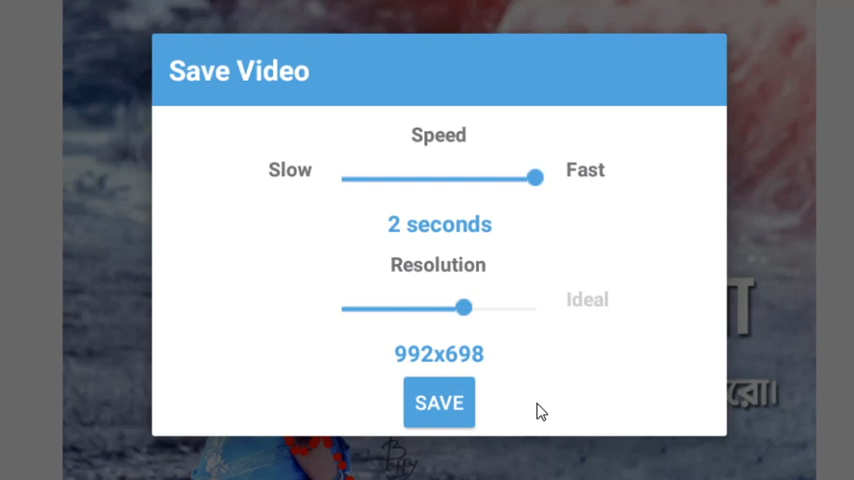 Save Video
Speed
Slow
Fast
2 seconds
Resolution
Ideal
992x698
SAVE